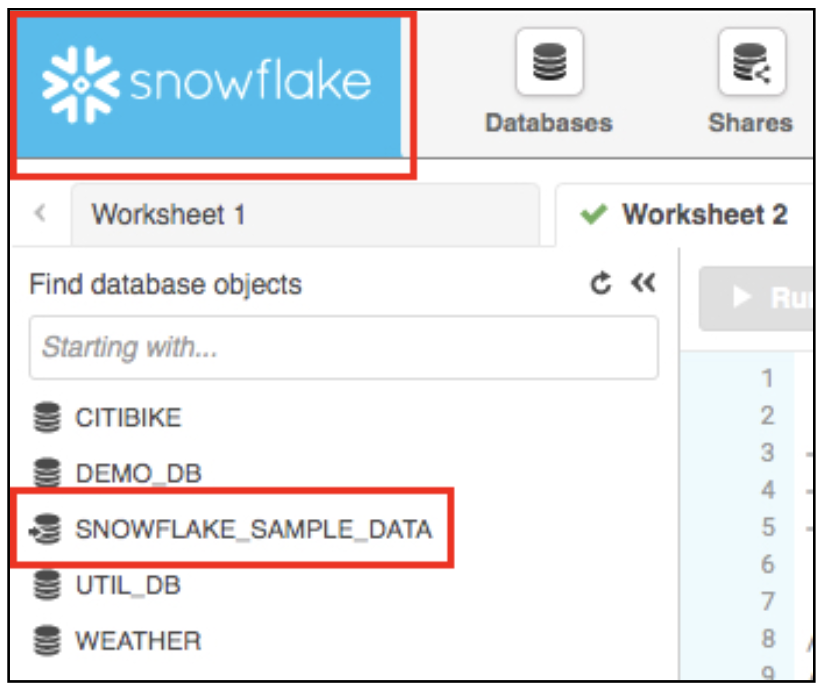 snowflake
Databases
Shares
Worksheet 1
Worksheet 2
Find database objects
Starting with...
CITIBIKE
DEMO_DB
SNOWFLAKE_SAMPLE_DATA
UTIL_DB
WEATHER
1
2
3
4
5
6
7
8
9